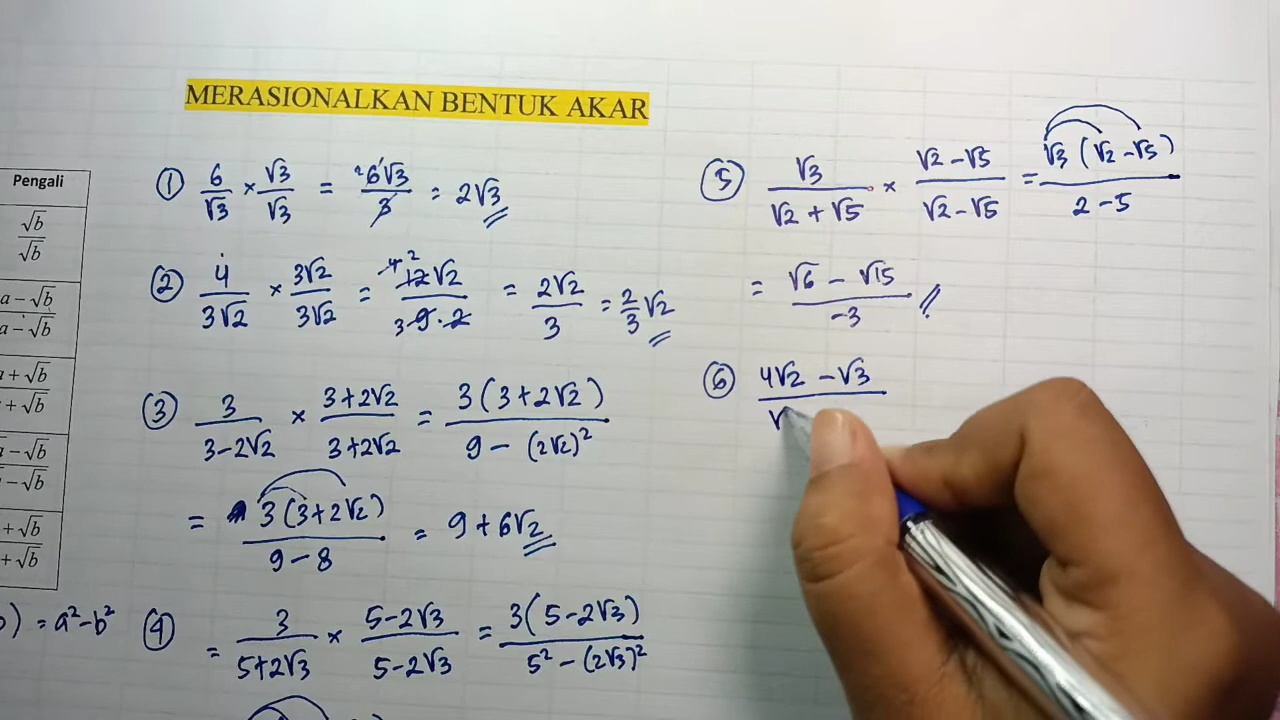 MERASIONALKAN BENTUK AKAR
Pengali
√b
√b
a - √b
a - √b
a + √b
+ √b
a - √b
- √b
+ √b
+ √b
) = a² - b²
① 6/√3 × √3/√3 = 6√3/3 = 2√3
② 4/3√2 × 3√2/3√2 = 12√2/9·2 = 2√2/3 = 2/3 √2
③ 3/3-2√2 × 3+2√2/3+2√2 = 3(3+2√2)/9-(2√2)²
= 3(3+2√2)/9-8 = 9+6√2
④ = 3/5+2√3 × 5-2√3/5-2√3 = 3(5-2√3)/5²-(2√3)²
⑤ √3/√2+√5 × √2-√5/√2-√5 = √3(√2-√5)/2-5
= √6-√15/-3
⑥ 4√2-√3/√